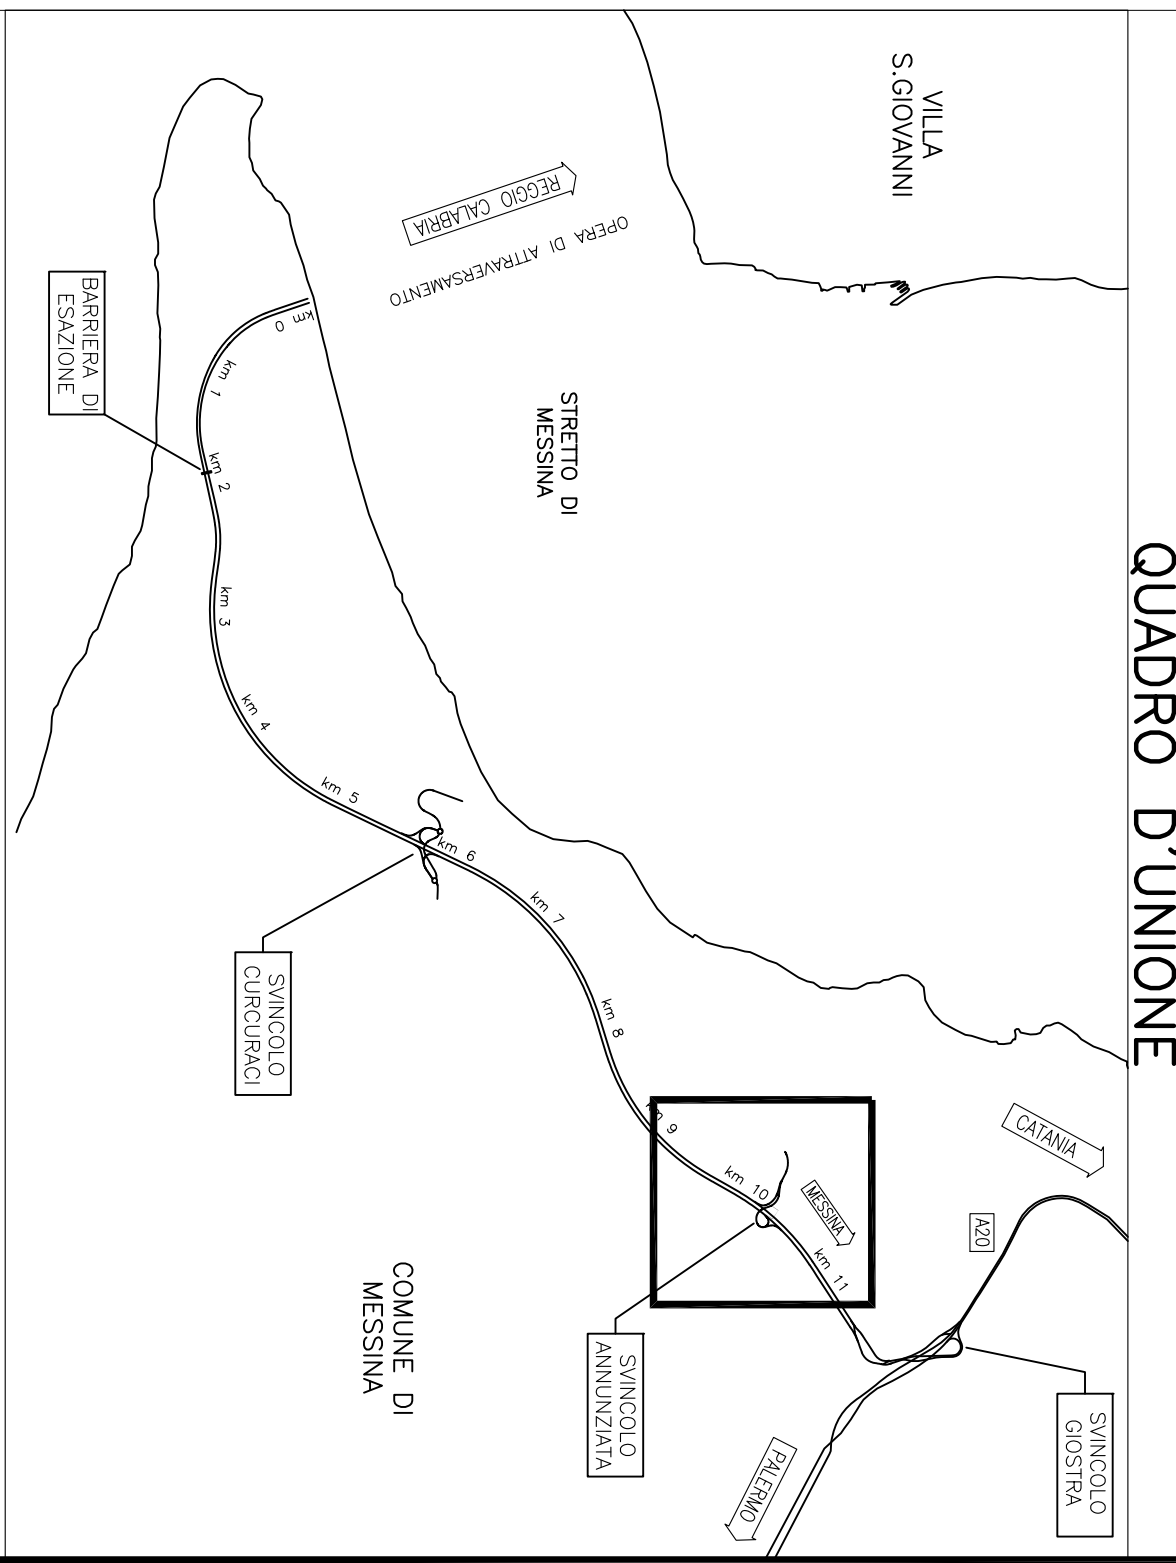 QUADRO D'UNIONE
VILLA
S.GIOVANNI
REGGIO CALABRIA
OPERA DI ATTRAVERSAMENTO
STRETTO DI
MESSINA
BARRIERA DI
ESAZIONE
km 0
km 1
km 2
km 3
km 4
km 5
km 6
km 7
km 8
km 9
km 10
km 11
SVINCOLO
CURCURACI
CATANIA
MESSINA
A20
COMUNE DI
MESSINA
SVINCOLO
ANNUNZIATA
SVINCOLO
GIOSTRA
PALERMO